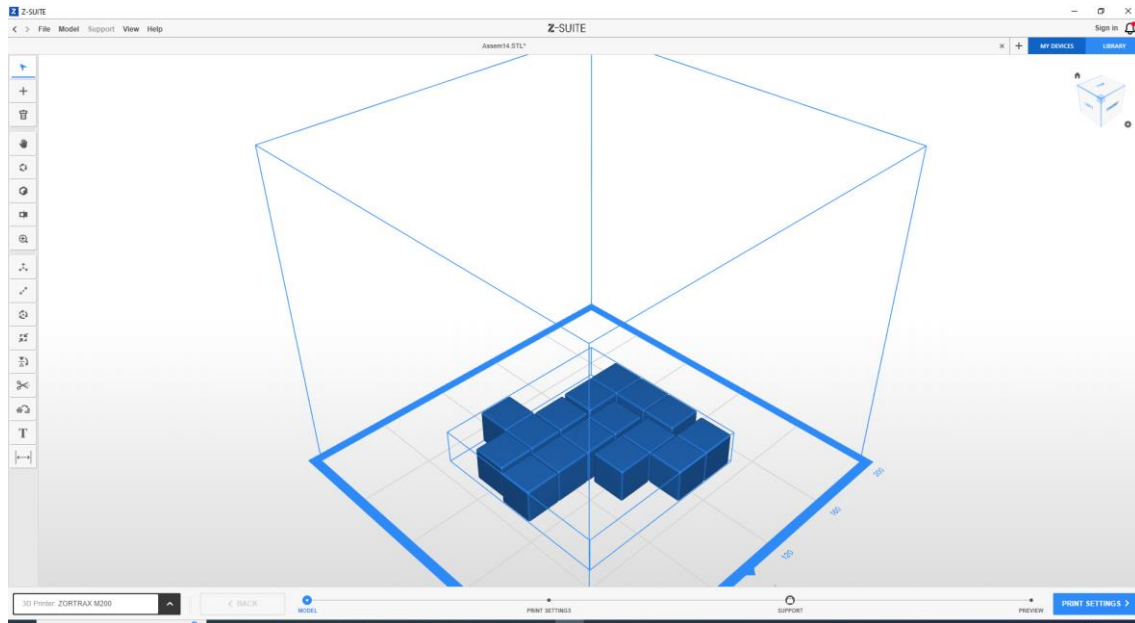 Z-SUITE
File Model Support View Help
Z-SUITE
Sign in
Assem14.STL*
MY DEVICES
LIBRARY
T
200
160
120
3D Printer: ZORTRAX M200
< BACK
MODEL
PRINT SETTINGS
SUPPORT
PREVIEW
PRINT SETTINGS >